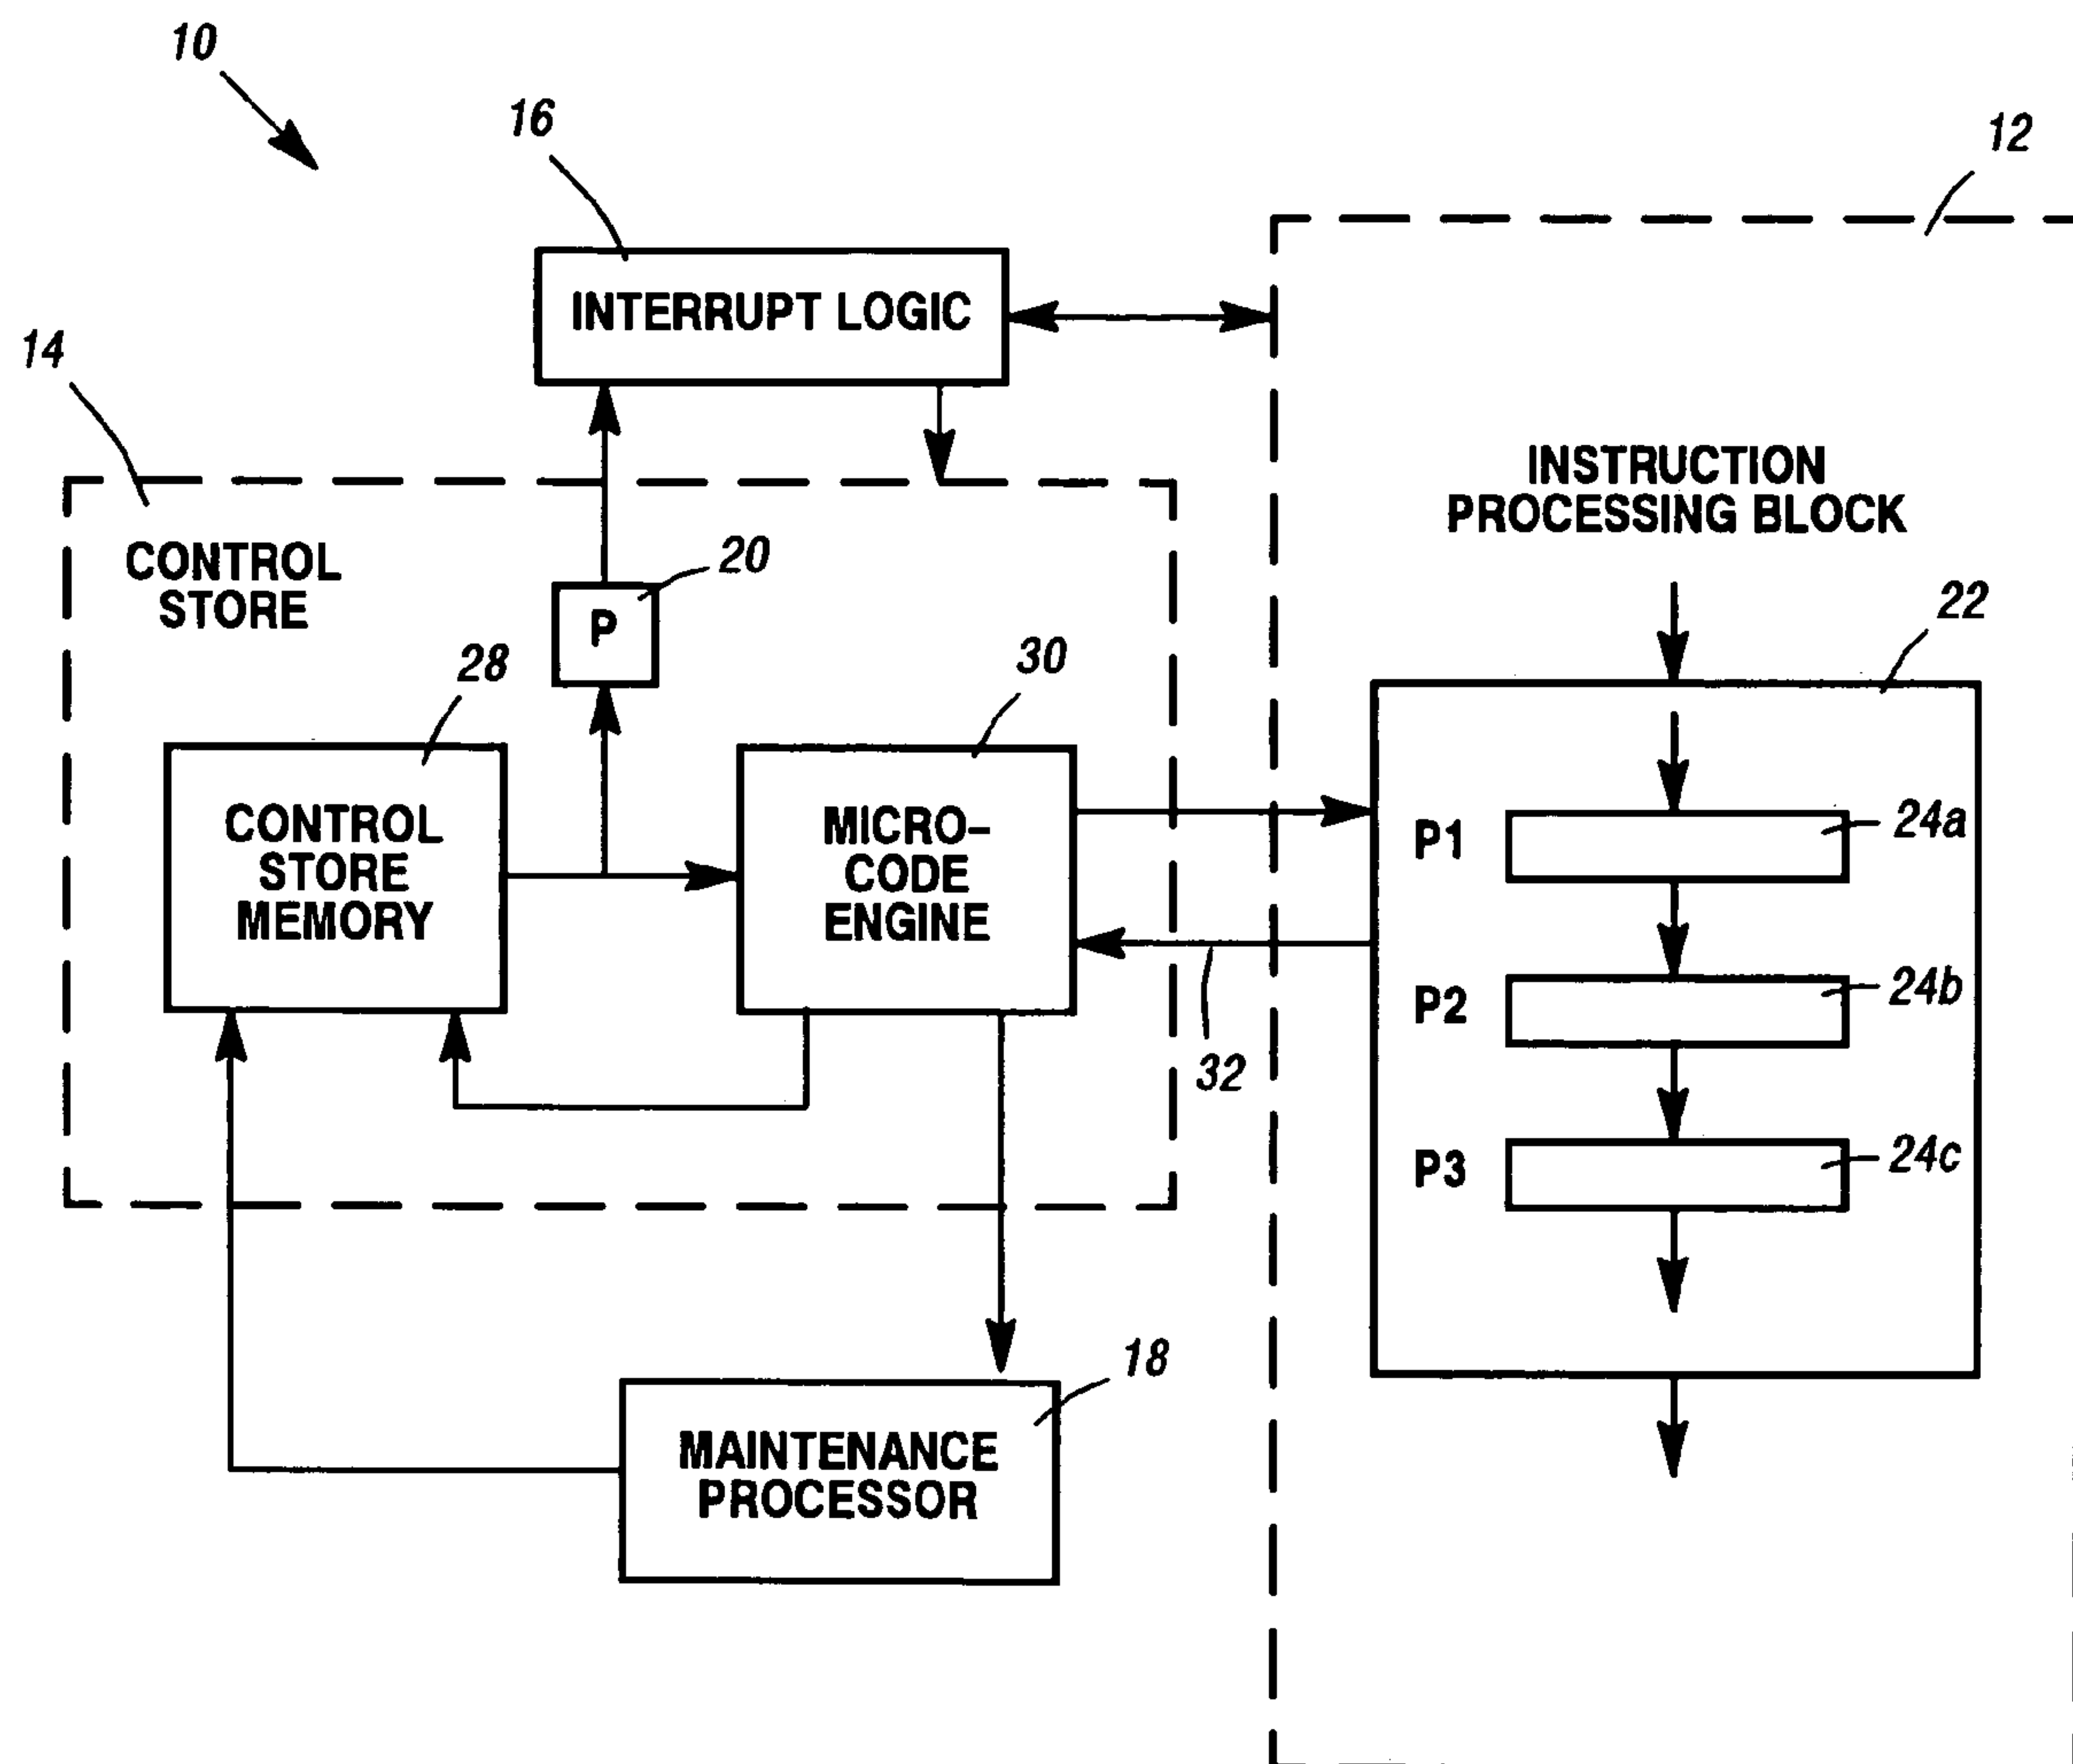 10
16
12
INTERRUPT LOGIC
14
INSTRUCTION
PROCESSING BLOCK
CONTROL
STORE
20
P
22
28
30
CONTROL
STORE
MEMORY
MICRO-
CODE
ENGINE
P1
24a
P2
24b
32
P3
24c
18
MAINTENANCE
PROCESSOR